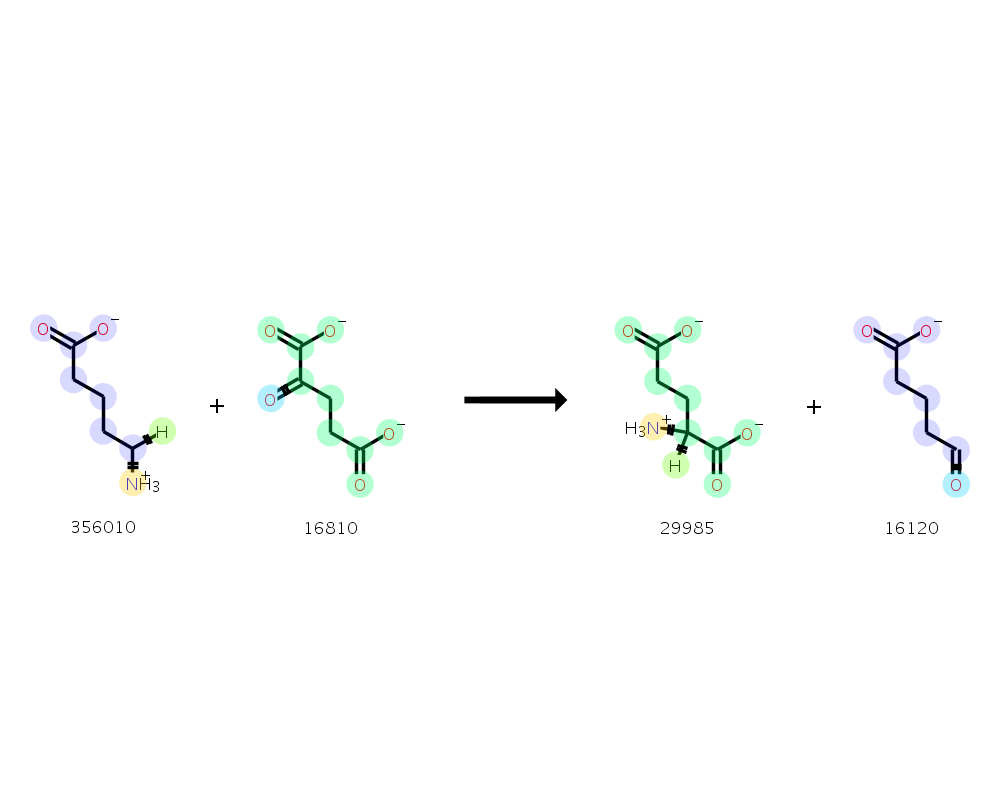 O O⁻ H NH₃⁺
+
O O⁻ O O⁻ O
O O⁻ H₃N⁺ H O⁻ O
+
O O⁻ O
356010 16810 29985 16120